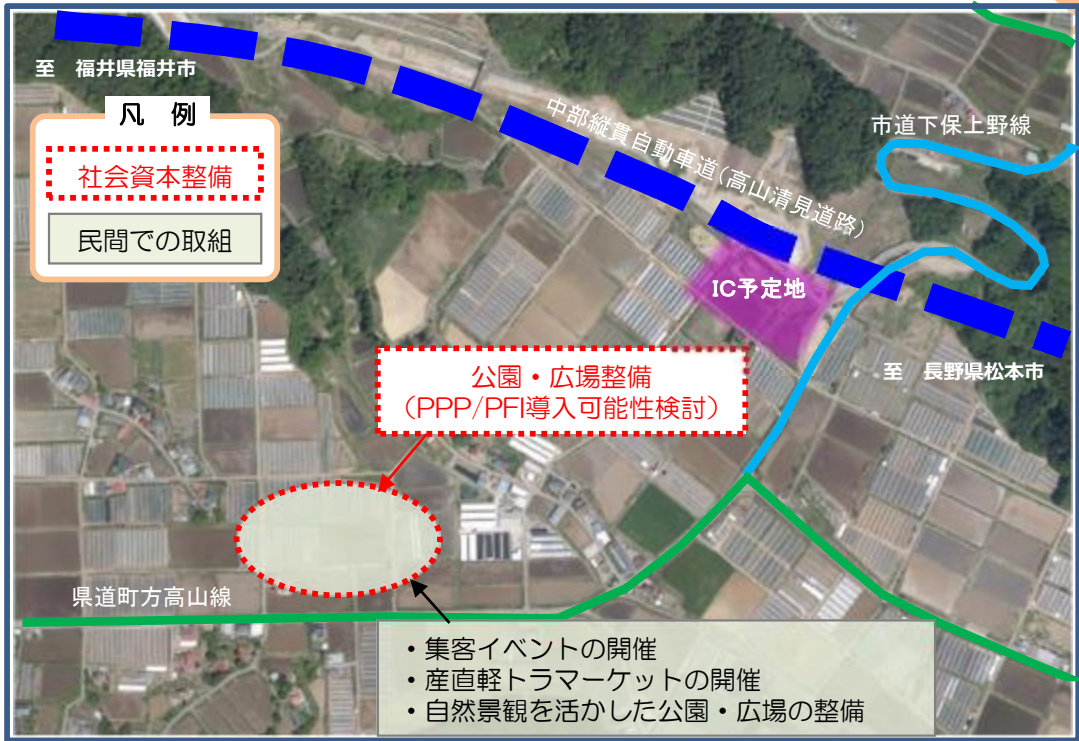 至　福井県福井市
凡　例
社会資本整備
民間での取組
中部縦貫自動車道（高山清見道路）
市道下保上野線
IC予定地
至　長野県松本市
公園・広場整備
（PPP/PFI導入可能性検討）
県道町方高山線
・集客イベントの開催
・産直軽トラマーケットの開催
・自然景観を活かした公園・広場の整備